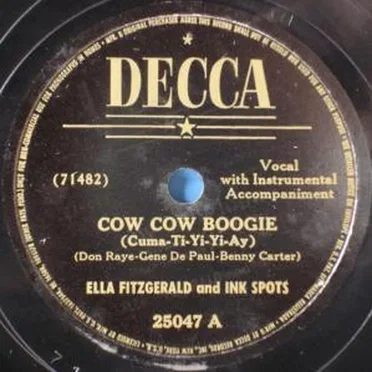 DECCA
(71482)
Vocal
with Instrumental
Accompaniment
COW COW BOOGIE
(Cuma-Ti-Yi-Yi-Ay)
(Don Raye-Gene De Paul-Benny Carter)
ELLA FITZGERALD and INK SPOTS
25047 A